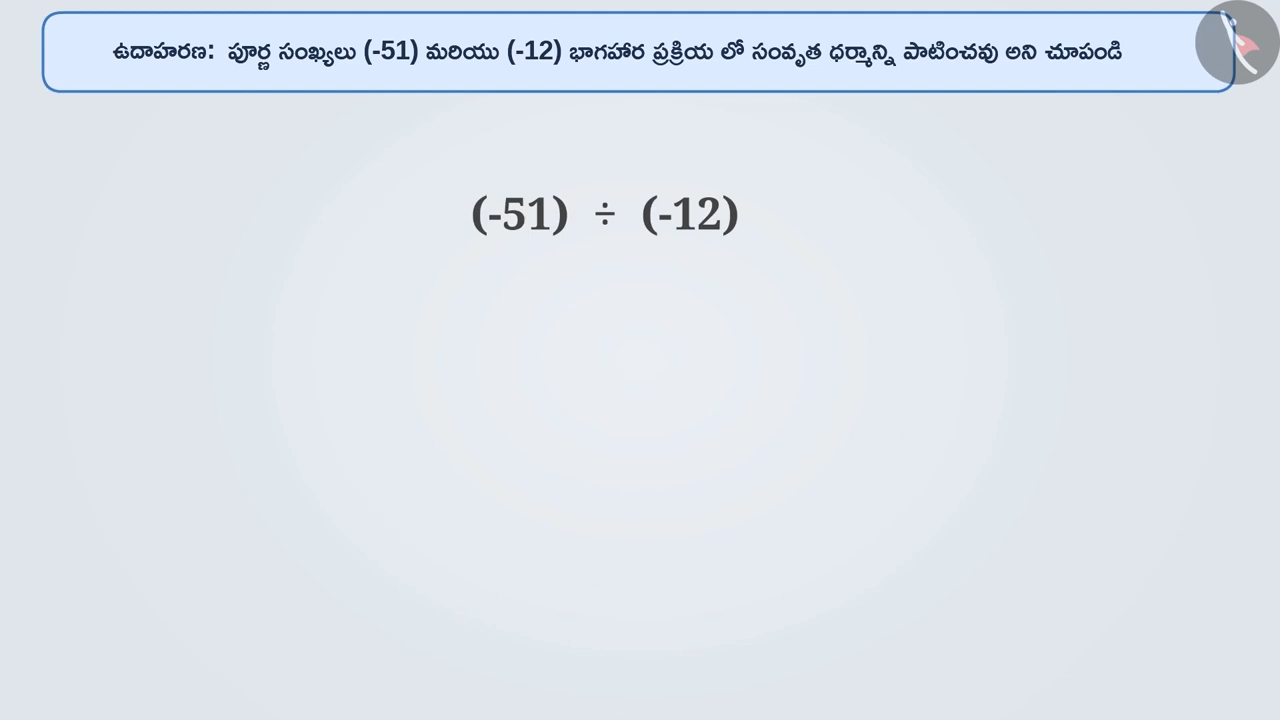 ఉదాహరణ: పూర్ణ సంఖ్యలు (-51) మరియు (-12) భాగహార ప్రక్రియ లో సంవృత ధర్మాన్ని పాటించవు అని చూపండి
(-51) ÷ (-12)